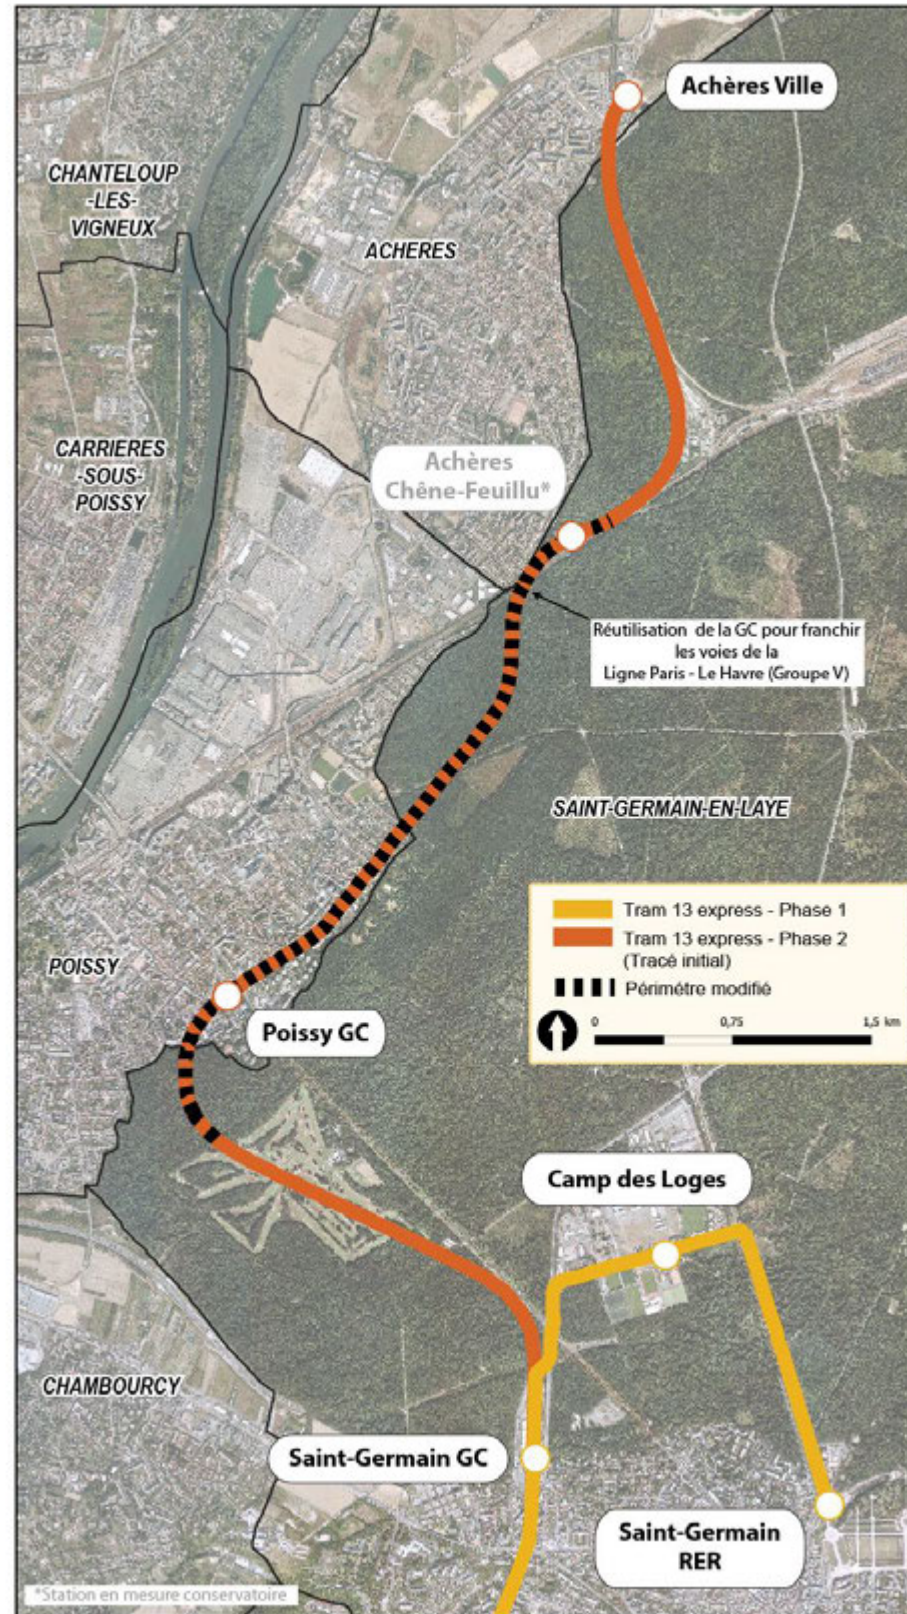 Achères Ville
CHANTELOUP
-LES-
VIGNEUX
ACHERES
CARRIERES
-SOUS-
POISSY
Achères
Chêne-Feuillu*
Réutilisation de la GC pour franchir
les voies de la
Ligne Paris - Le Havre (Groupe V)
SAINT-GERMAIN-EN-LAYE
Tram 13 express - Phase 1
Tram 13 express - Phase 2
(Tracé initial)
Périmètre modifié
0 0,75 1,5 km
POISSY
Poissy GC
Camp des Loges
CHAMBOURCY
Saint-Germain GC
Saint-Germain
RER
*Station en mesure conservatoire